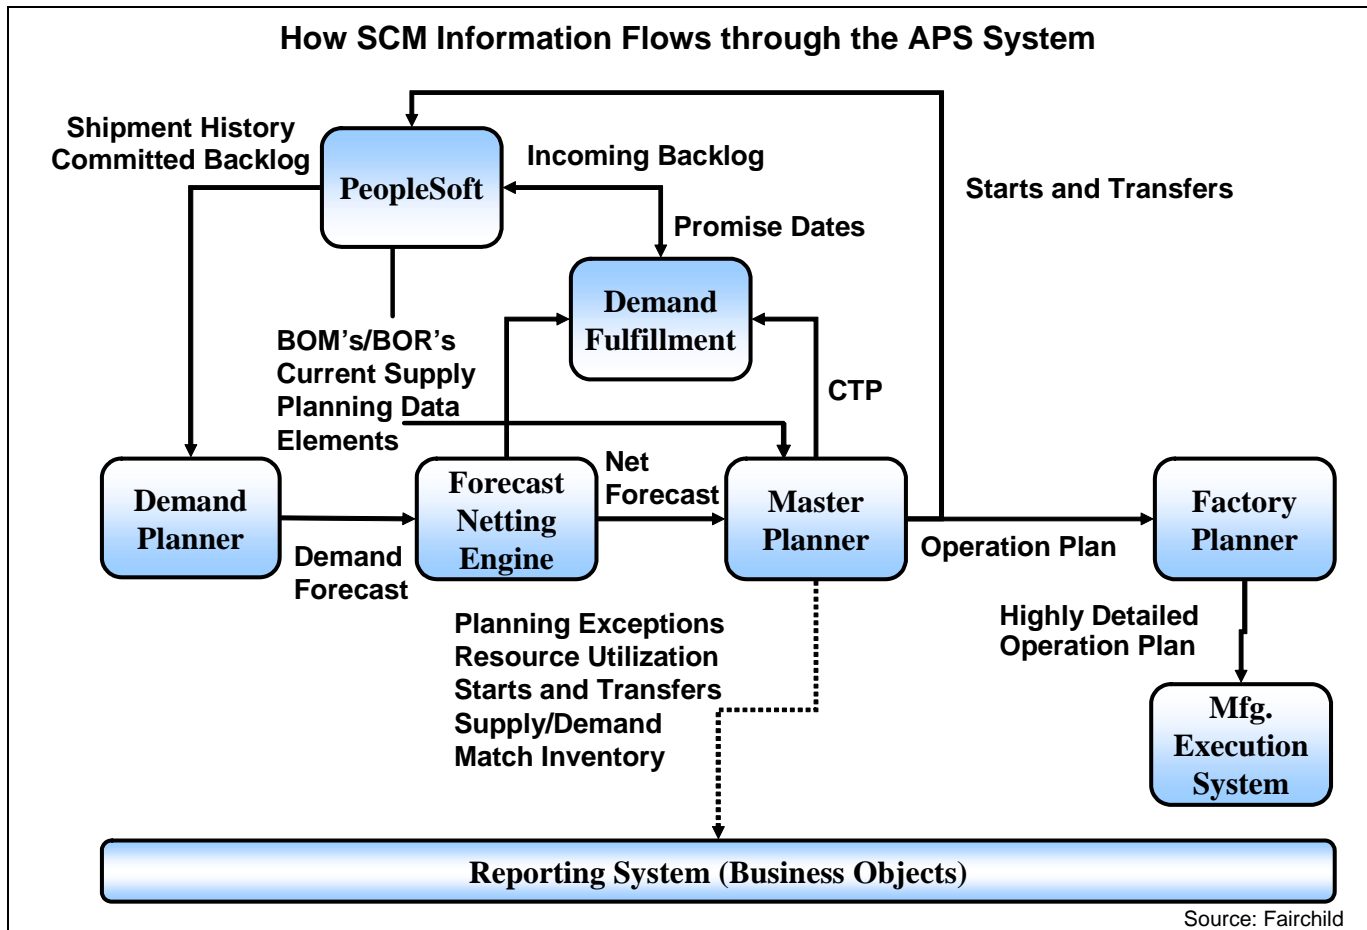 How SCM Information Flows through the APS System
Shipment History
Committed Backlog
PeopleSoft
Incoming Backlog
Starts and Transfers
Promise Dates
Demand
Fulfillment
BOM’s/BOR’s
Current Supply
Planning Data
Elements
CTP
Demand
Planner
Demand
Forecast
Forecast
Netting
Engine
Net
Forecast
Master
Planner
Operation Plan
Factory
Planner
Highly Detailed
Operation Plan
Planning Exceptions
Resource Utilization
Starts and Transfers
Supply/Demand
Match Inventory
Mfg.
Execution
System
Reporting System (Business Objects)
Source: Fairchild